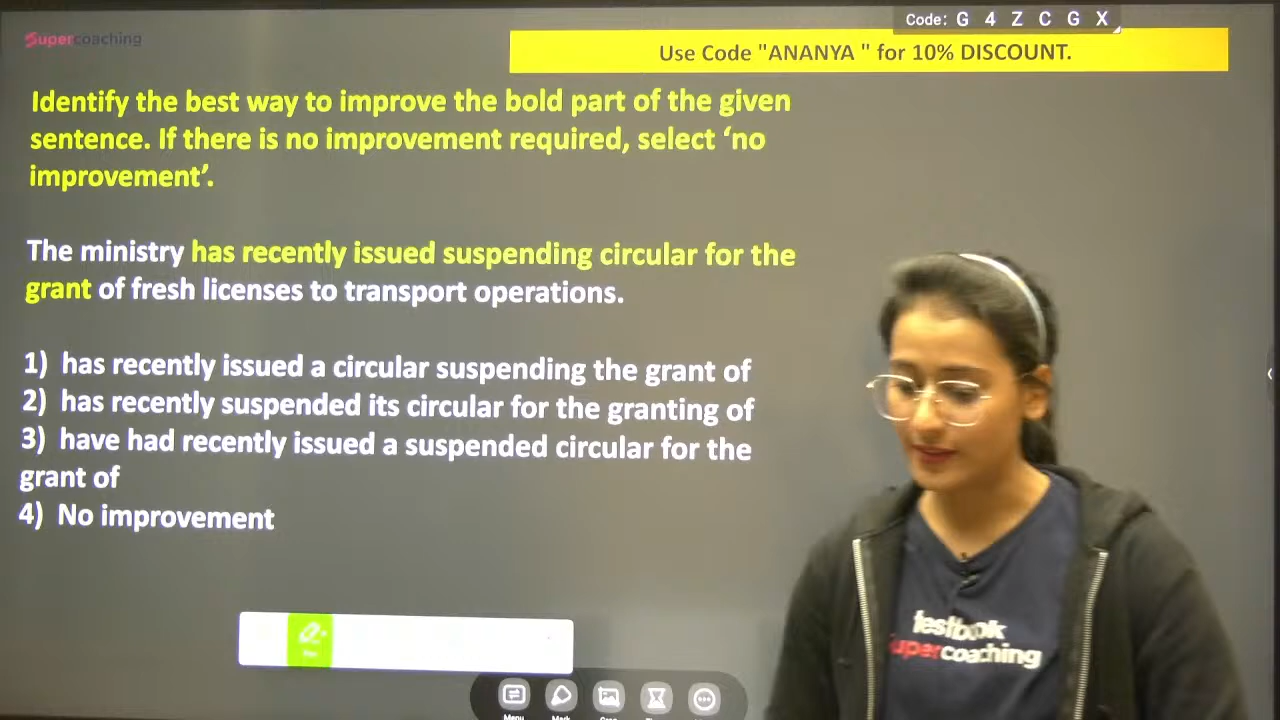 Code: G 4 Z C G X
Supercoaching
Use Code "ANANYA " for 10% DISCOUNT.
Identify the best way to improve the bold part of the given
sentence. If there is no improvement required, select ‘no
improvement’.
The ministry has recently issued suspending circular for the
grant of fresh licenses to transport operations.
1) has recently issued a circular suspending the grant of
2) has recently suspended its circular for the granting of
3) have had recently issued a suspended circular for the
grant of
4) No improvement
testbook
supercoaching
Menu